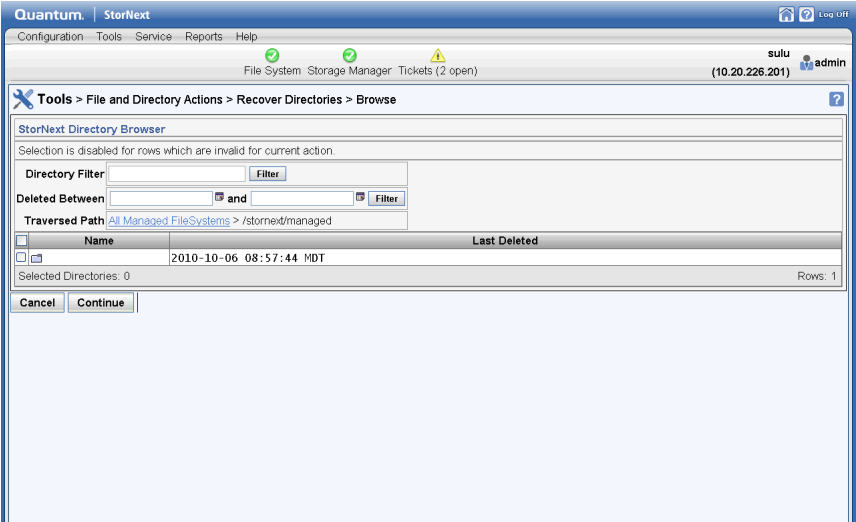 Quantum. | StorNext Log Off
Configuration Tools Service Reports Help
File System Storage Manager Tickets (2 open)
sulu
(10.20.226.201)
admin
Tools > File and Directory Actions > Recover Directories > Browse ?
StorNext Directory Browser
Selection is disabled for rows which are invalid for current action.
Directory Filter Filter
Deleted Between and Filter
Traversed Path All Managed FileSystems > /stornext/managed
Name Last Deleted
2010-10-06 08:57:44 MDT
Selected Directories: 0 Rows: 1
Cancel Continue